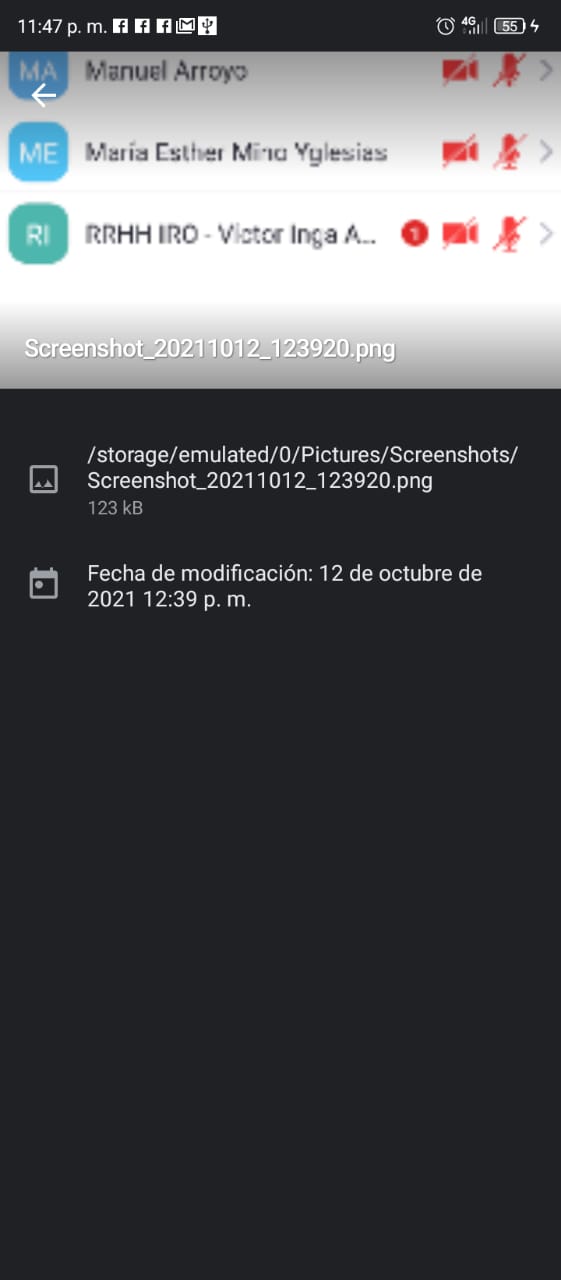 11:47 p. m. 4G 55
MA Manuel Arroyo
ME María Esther Mino Yglesias
RI RRHH IRO - Victor Inga A... 1
Screenshot_20211012_123920.png
/storage/emulated/0/Pictures/Screenshots/
Screenshot_20211012_123920.png
123 kB
Fecha de modificación: 12 de octubre de
2021 12:39 p. m.